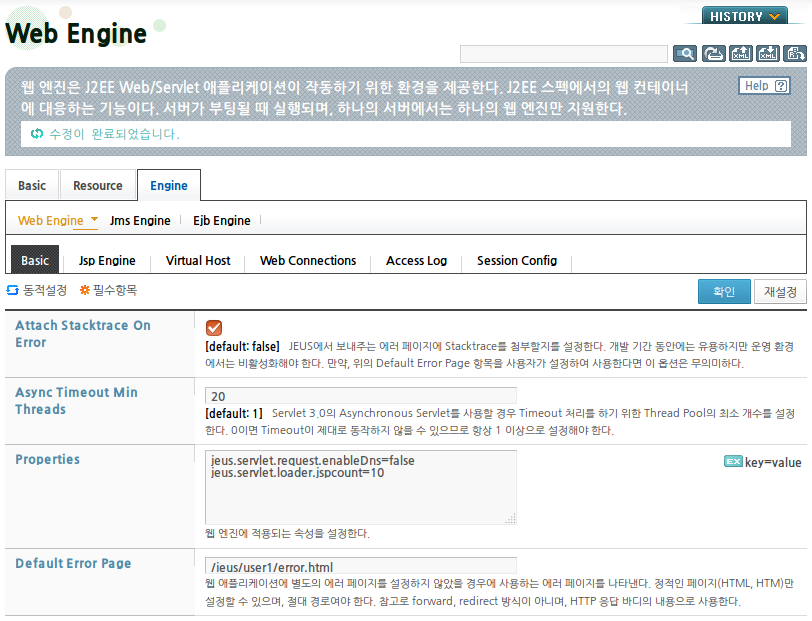 HISTORY
Web Engine
웹 엔진은 J2EE Web/Servlet 애플리케이션이 작동하기 위한 환경을 제공한다. J2EE 스펙에서의 웹 컨테이너
에 대응하는 기능이다. 서버가 부팅될 때 실행되며, 하나의 서버에서는 하나의 웹 엔진만 지원한다.
Help
수정이 완료되었습니다.
Basic Resource Engine
Web Engine Jms Engine Ejb Engine
Basic Jsp Engine Virtual Host Web Connections Access Log Session Config
동적설정 필수항목 확인 재설정
Attach Stacktrace On
Error
[default: false] JEUS에서 보내주는 에러 페이지에 Stacktrace를 첨부할지를 설정한다. 개발 기간 동안에는 유용하지만 운영 환경
에서는 비활성화해야 한다. 만약, 위의 Default Error Page 항목을 사용자가 설정하여 사용한다면 이 옵션은 무의미하다.
Async Timeout Min
Threads
20
[default: 1] Servlet 3.0의 Asynchronous Servlet를 사용할 경우 Timeout 처리를 하기 위한 Thread Pool의 최소 개수를 설정
한다. 0이면 Timeout이 제대로 동작하지 않을 수 있으므로 항상 1 이상으로 설정해야 한다.
Properties
jeus.servlet.request.enableDns=false
jeus.servlet.loader.jspcount=10
EX key=value
웹 엔진에 적용되는 속성을 설정한다.
Default Error Page
/jeus/user1/error.html
웹 애플리케이션에 별도의 에러 페이지를 설정하지 않았을 경우에 사용하는 에러 페이지를 나타낸다. 정적인 페이지(HTML, HTM)만
설정할 수 있으며, 절대 경로여야 한다. 참고로 forward, redirect 방식이 아니며, HTTP 응답 바디의 내용으로 사용한다.